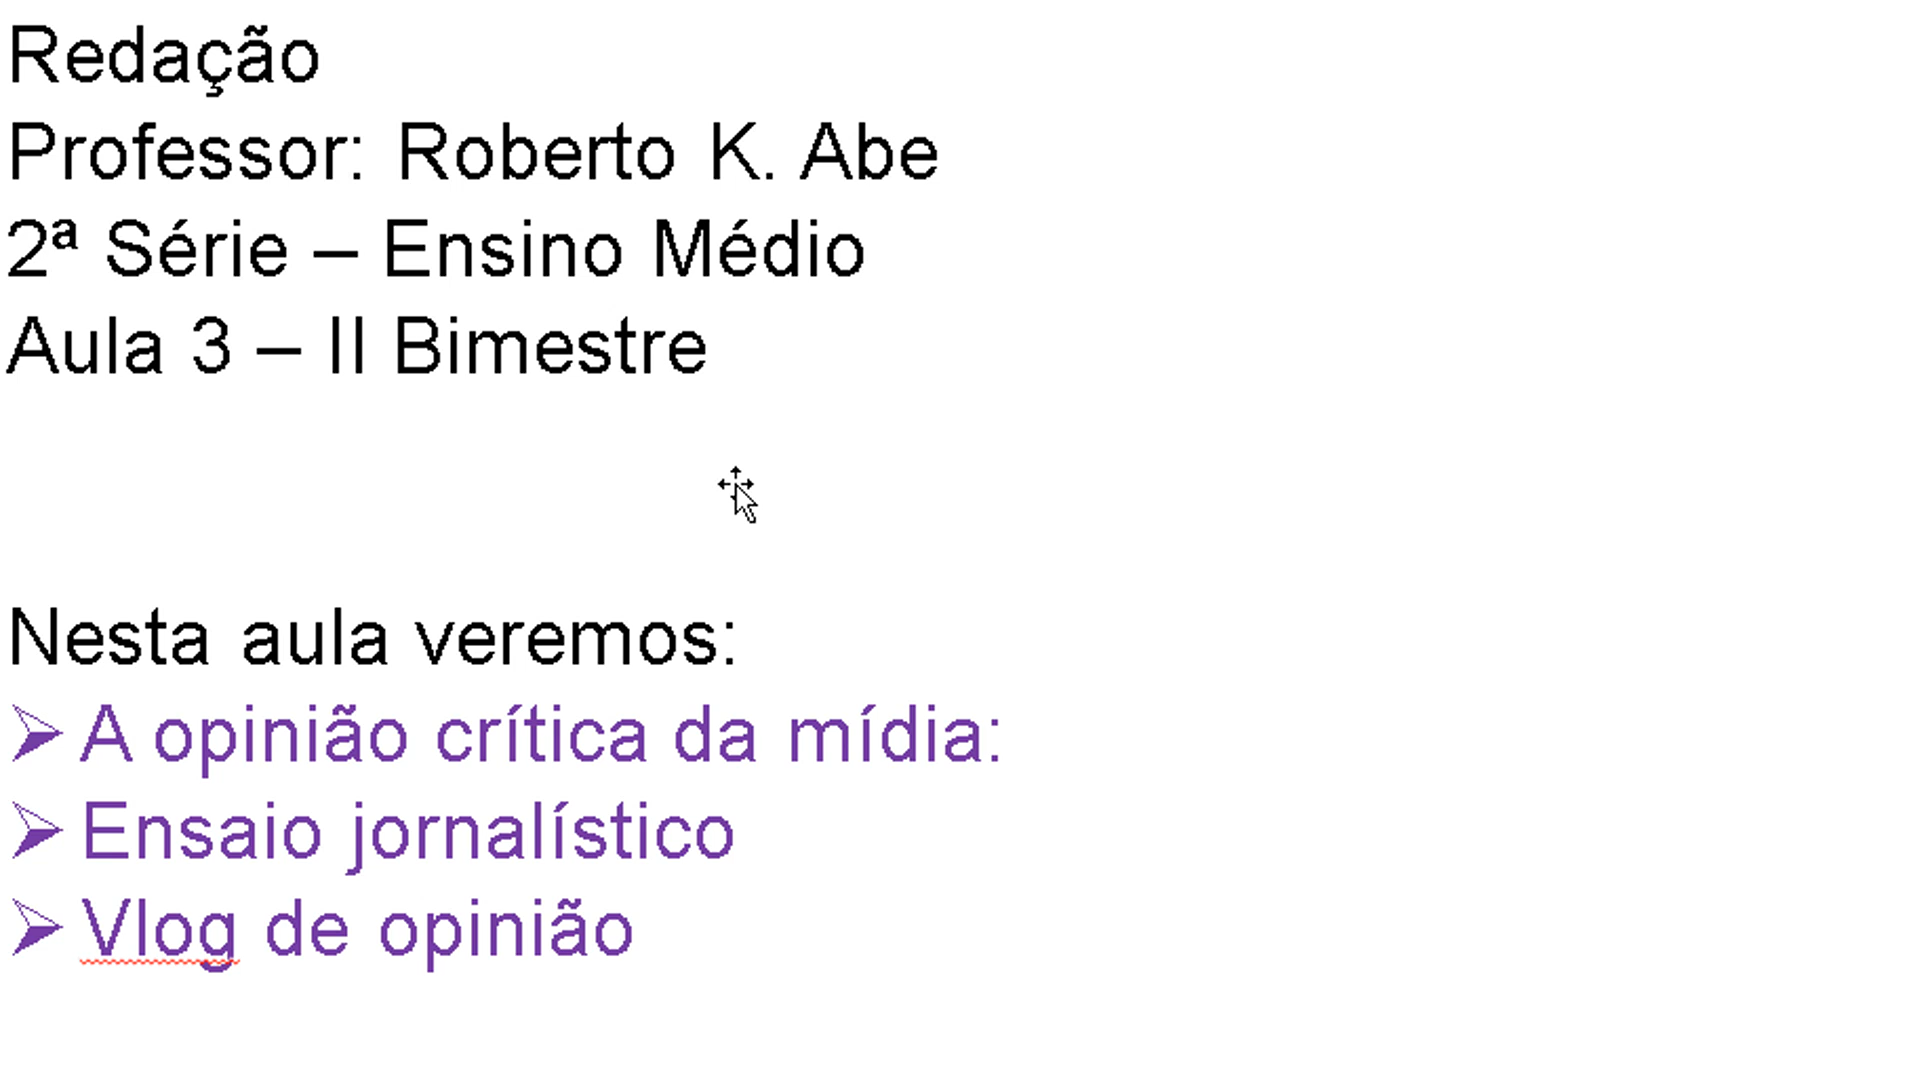 Redação
Professor: Roberto K. Abe
2ª Série – Ensino Médio
Aula 3 – II Bimestre
Nesta aula veremos:
➢ A opinião crítica da mídia:
➢ Ensaio jornalístico
➢ Vlog de opinião